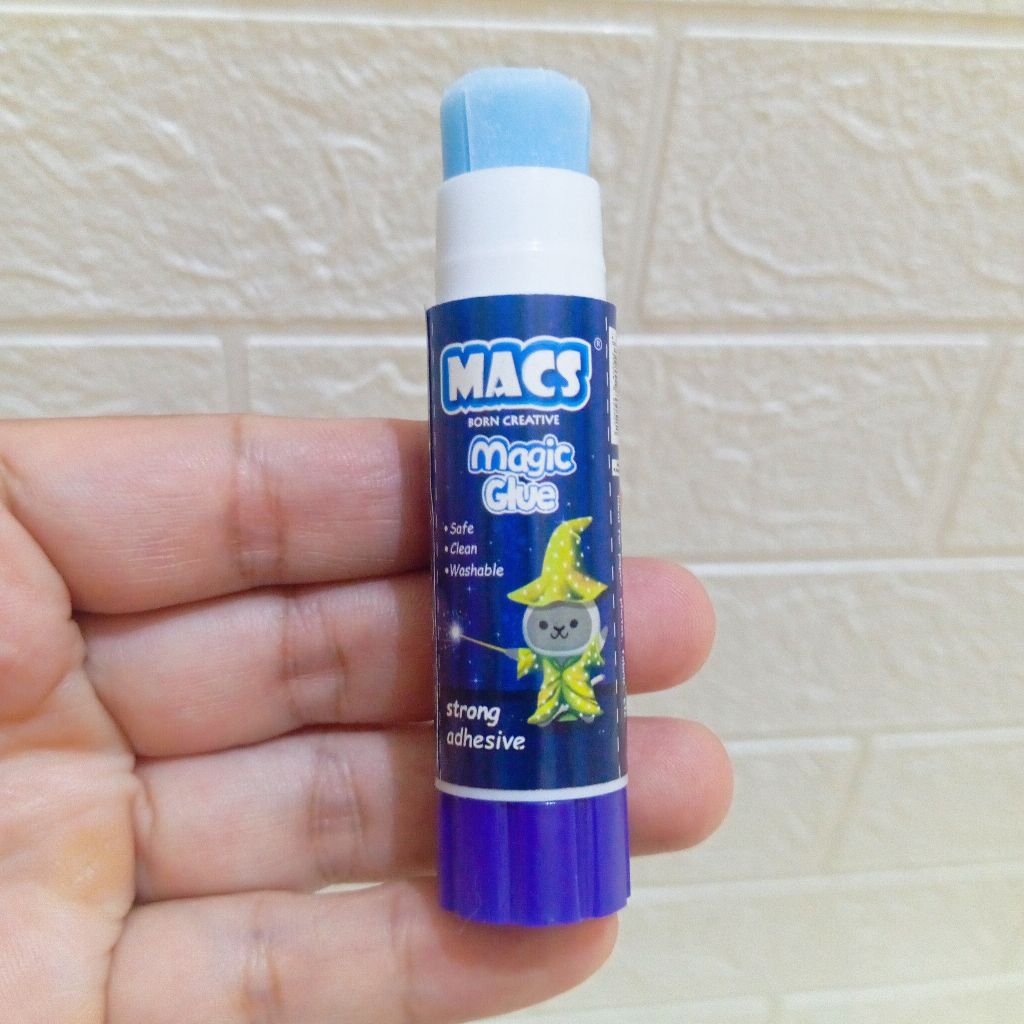 MACS®
BORN CREATIVE
Magic
Glue
• Safe
• Clean
• Washable
strong
adhesive